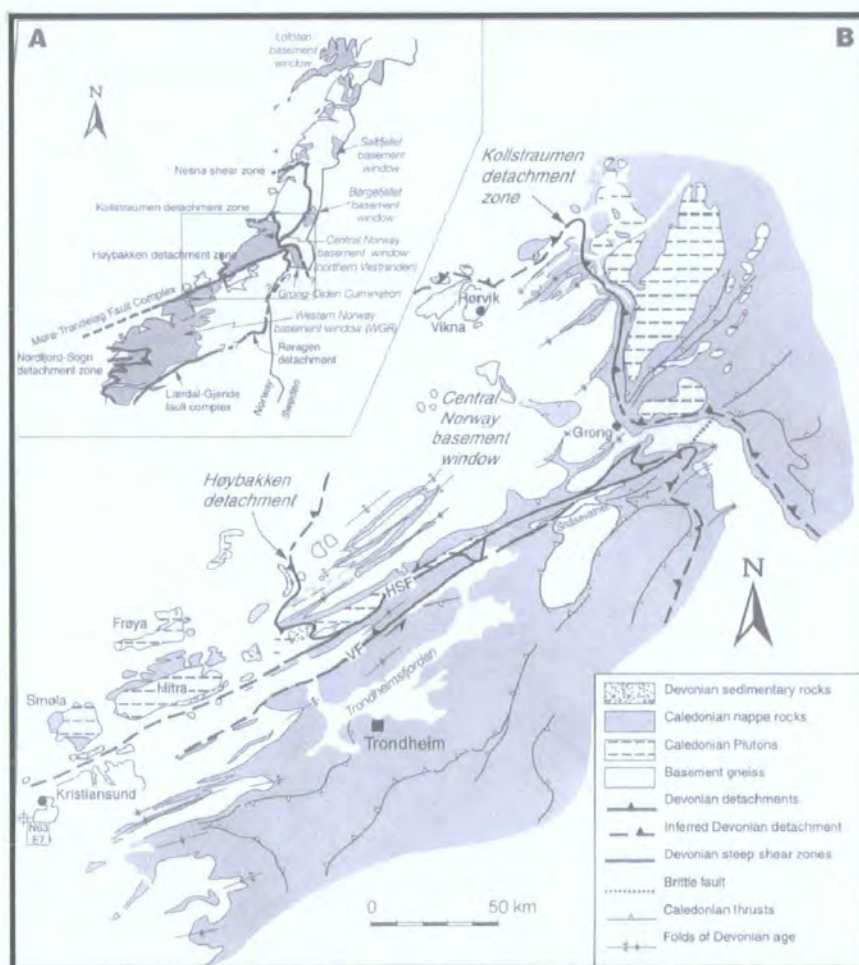 A
B
Lofoten
basement
window
N
Saltfjellet
basement
window
Nesna shear zone
Børgefjellet
basement
window
Kollstraumen detachment zone
Central Norway
basement window
(northern Vestranden)
Høybakken detachment zone
Grong-Olden Culmination
Møre-Trøndelag Fault Complex
Western Norway
basement window (WGR)
Røragen
detachment
Nordfjord-Sogn
detachment zone
Lærdal-Gjende
fault complex
Norway
Sweden
Kollstraumen
detachment
zone
Rørvik
Vikna
Central
Norway
basement
window
Grong
Høybakken
detachment
Snåsavatnet
HSF
VF
Frøya
Hitra
Smøla
Trondheimsfjorden
Trondheim
Kristiansund
N63
E7
N
0 50 km
Devonian sedimentary rocks
Caledonian nappe rocks
Caledonian Plutons
Basement gneiss
Devonian detachments
Inferred Devonian detachment
Devonian steep shear zones
Brittle fault
Caledonian thrusts
Folds of Devonian age